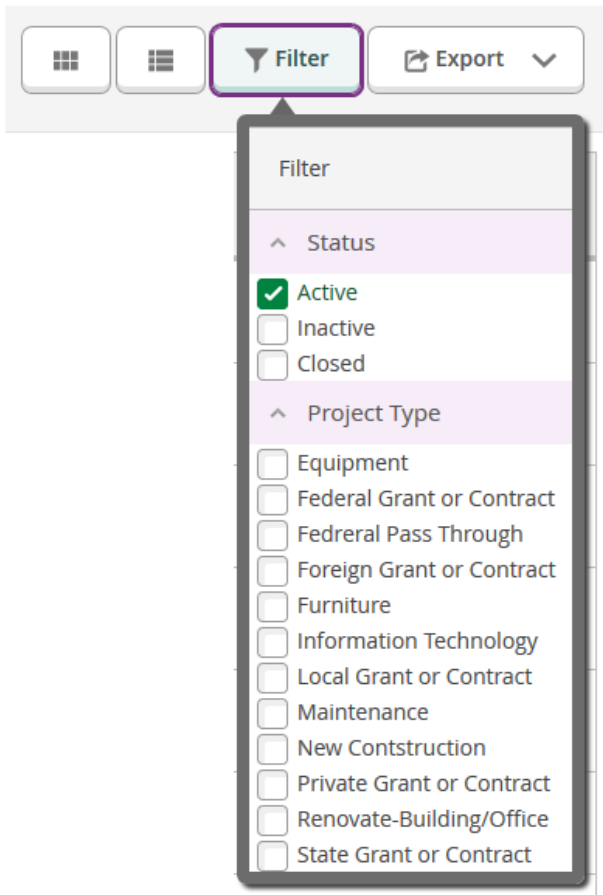 Filter Export
Filter
Status
Active
Inactive
Closed
Project Type
Equipment
Federal Grant or Contract
Fedreral Pass Through
Foreign Grant or Contract
Furniture
Information Technology
Local Grant or Contract
Maintenance
New Contstruction
Private Grant or Contract
Renovate-Building/Office
State Grant or Contract